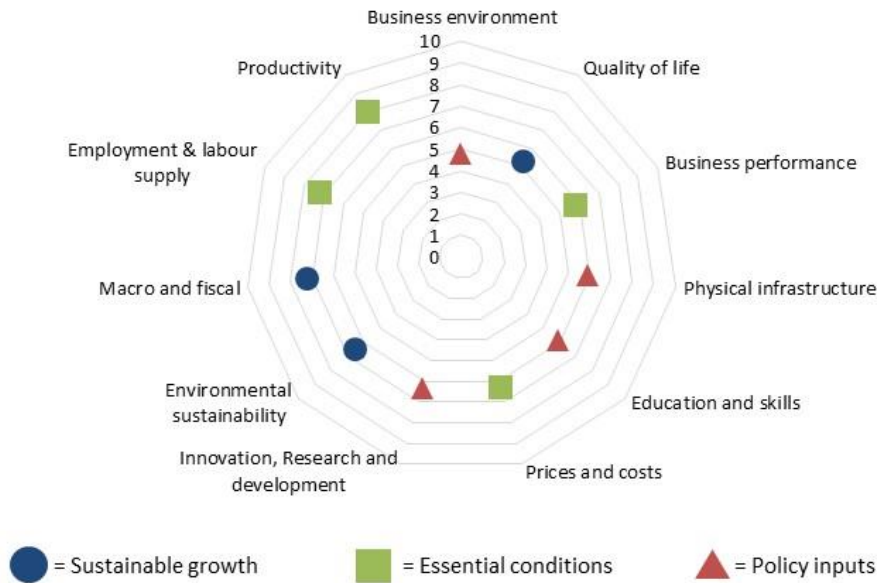 Business environment
10
9
8
7
6
5
4
3
2
1
0
Quality of life
Business performance
Physical infrastructure
Education and skills
Prices and costs
Innovation, Research and
development
Environmental
sustainability
Macro and fiscal
Employment & labour
supply
Productivity
= Sustainable growth
= Essential conditions
= Policy inputs